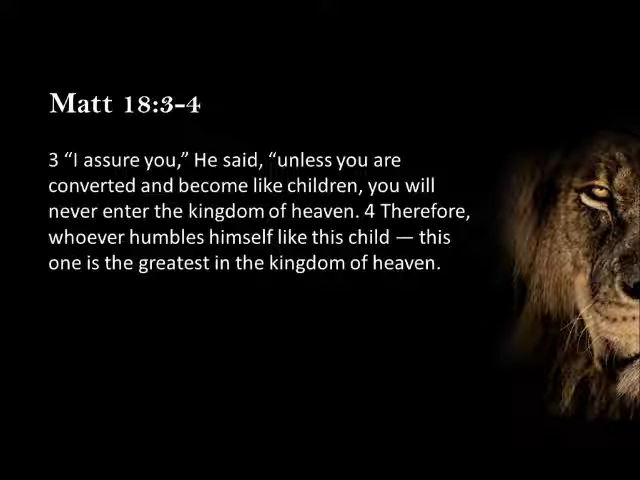 Matt 18:3-4
3 “I assure you,” He said, “unless you are
converted and become like children, you will
never enter the kingdom of heaven. 4 Therefore,
whoever humbles himself like this child — this
one is the greatest in the kingdom of heaven.